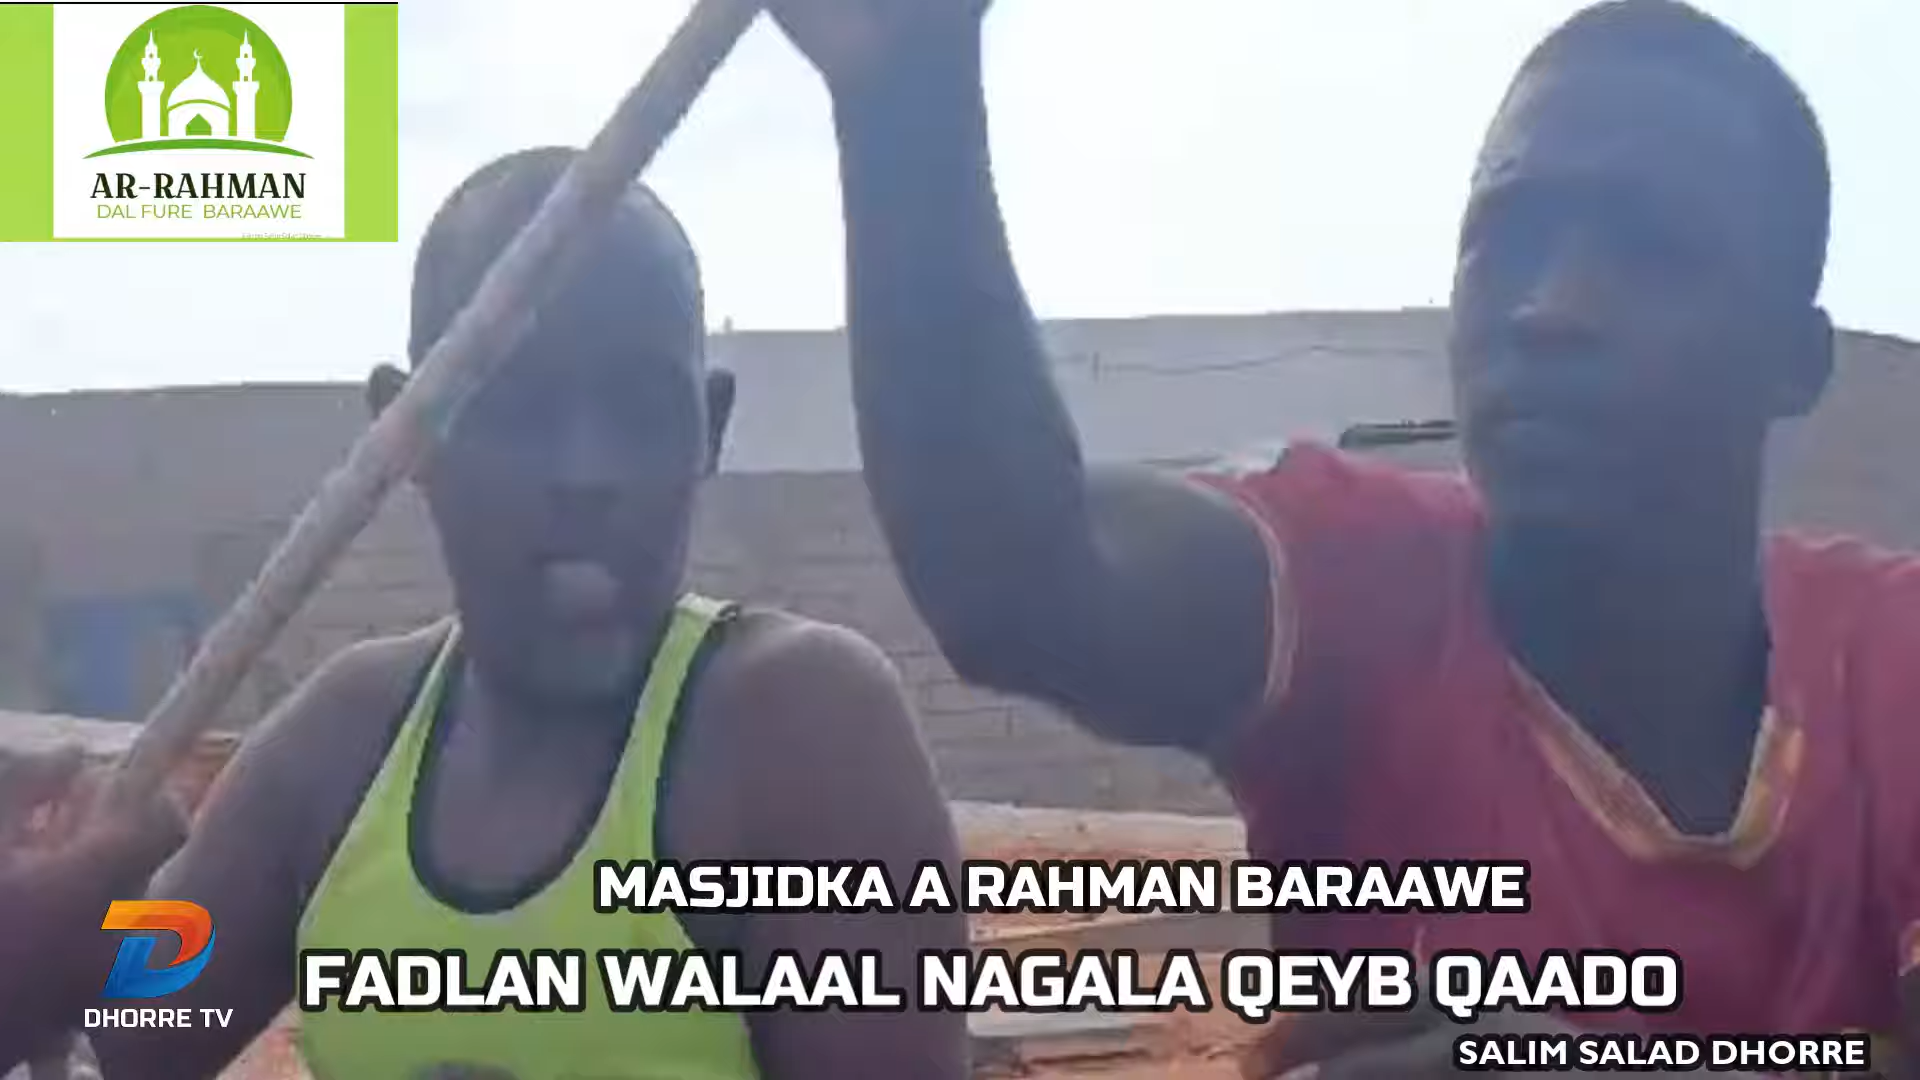 AR-RAHMAN
DAL FURE BARAAWE
MASJIDKA A RAHMAN BARAAWE
FADLAN WALAAL NAGALA QEYB QAADO
DHORRE TV
SALIM SALAD DHORRE